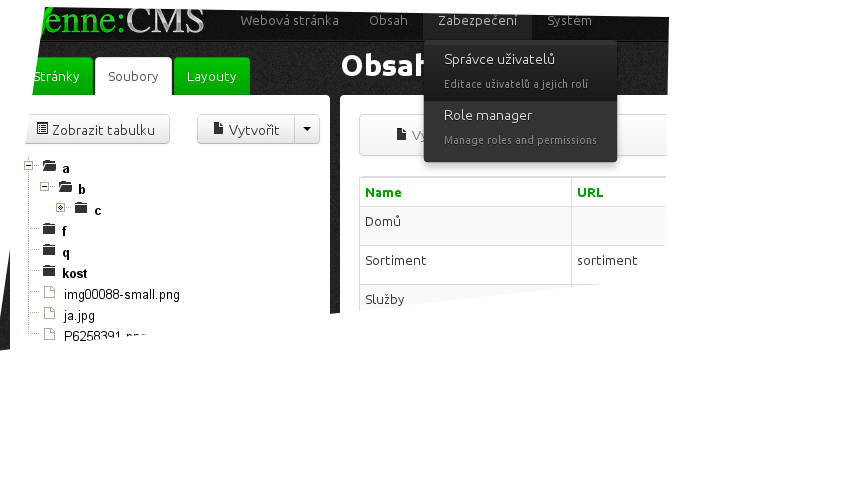 enne:CMS
Webová stránka Obsah Zabezpečení Systém
Stránky Soubory Layouty
Obsah
Správce uživatelů
Editace uživatelů a jejich rolí
Role manager
Manage roles and permissions
Zobrazit tabulku Vytvořit
a
b
c
f
q
kost
img00088-small.png
ja.jpg
P6258391.png
Name URL
Domů
Sortiment sortiment
Služby